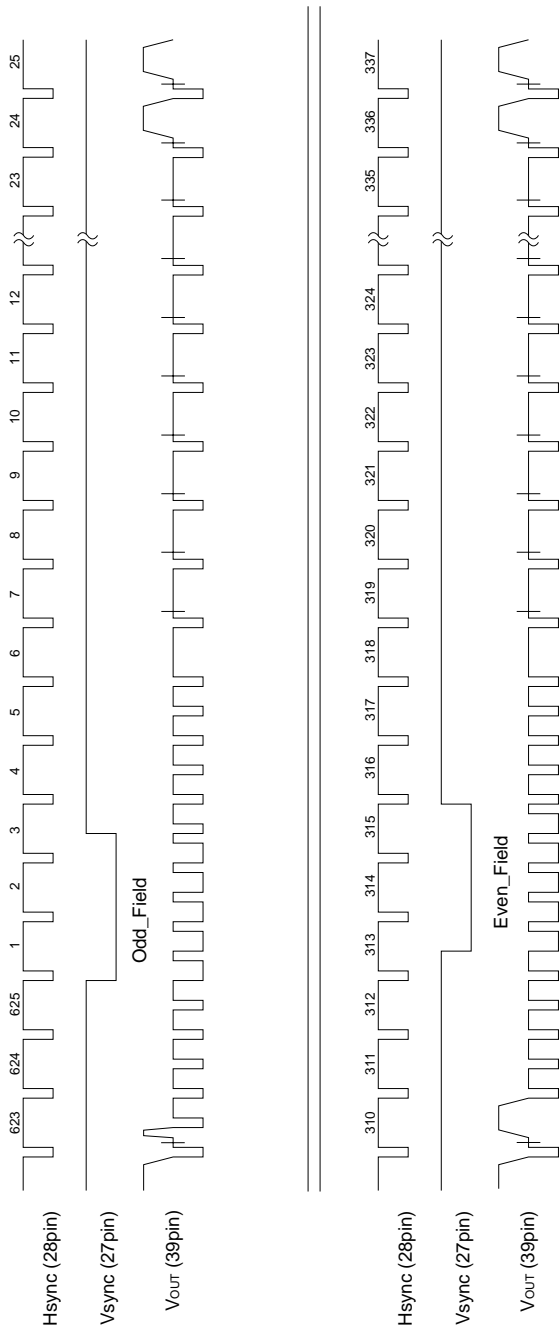 623 624 625 1 2 3 4 5 6 7 8 9 10 11 12 23 24 25
Hsync (28pin)
Vsync (27pin)
Odd_Field
VOUT (39pin)
310 311 312 313 314 315 316 317 318 319 320 321 322 323 324 335 336 337
Hsync (28pin)
Vsync (27pin)
Even_Field
VOUT (39pin)